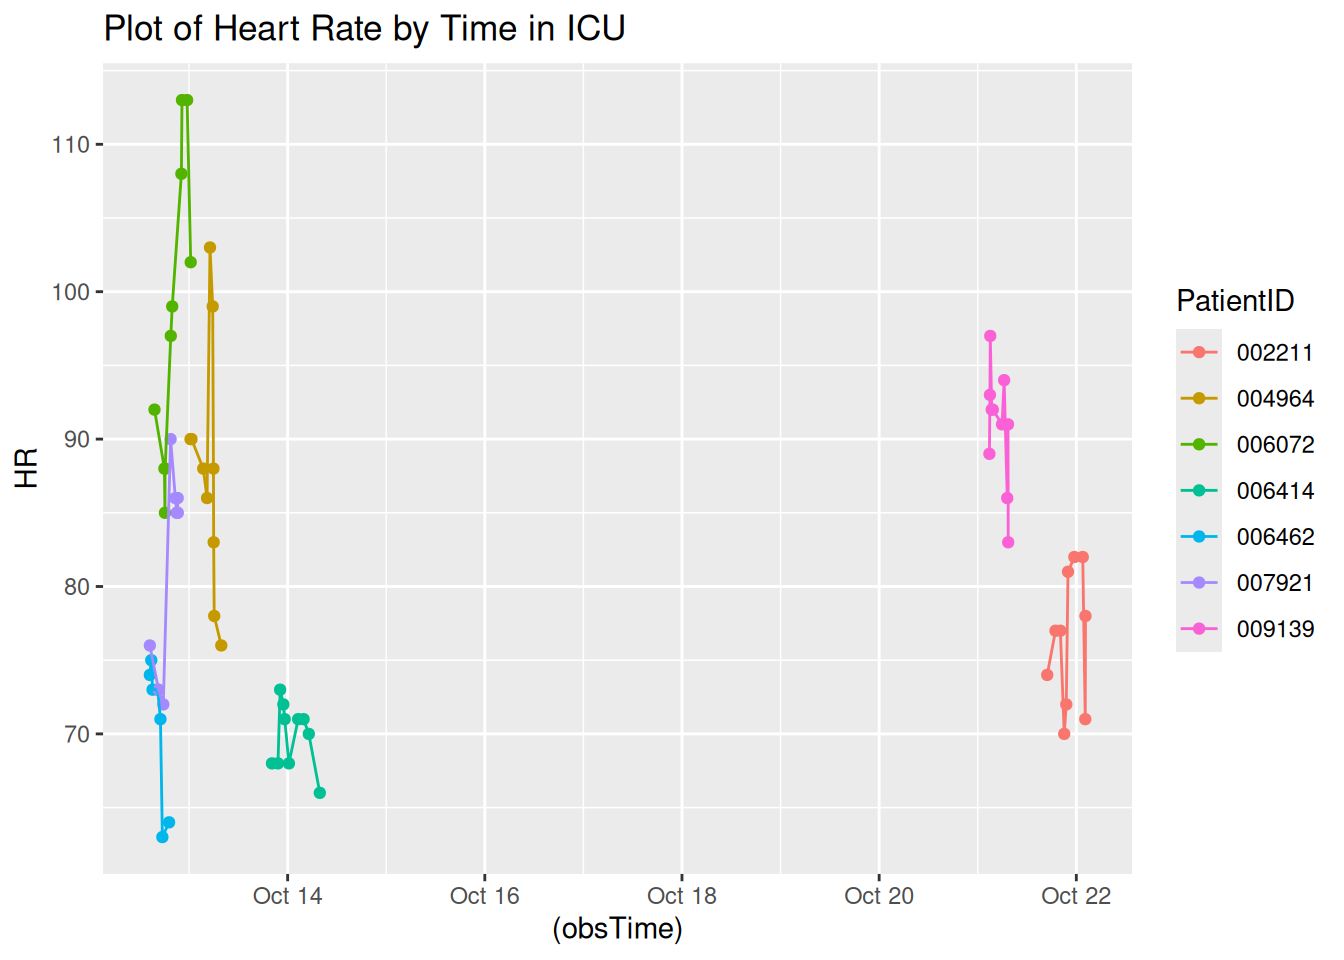 Plot of Heart Rate by Time in ICU
110
100
90
80
70
HR
Oct 14
Oct 16
Oct 18
Oct 20
Oct 22
(obsTime)
PatientID
002211
004964
006072
006414
006462
007921
009139